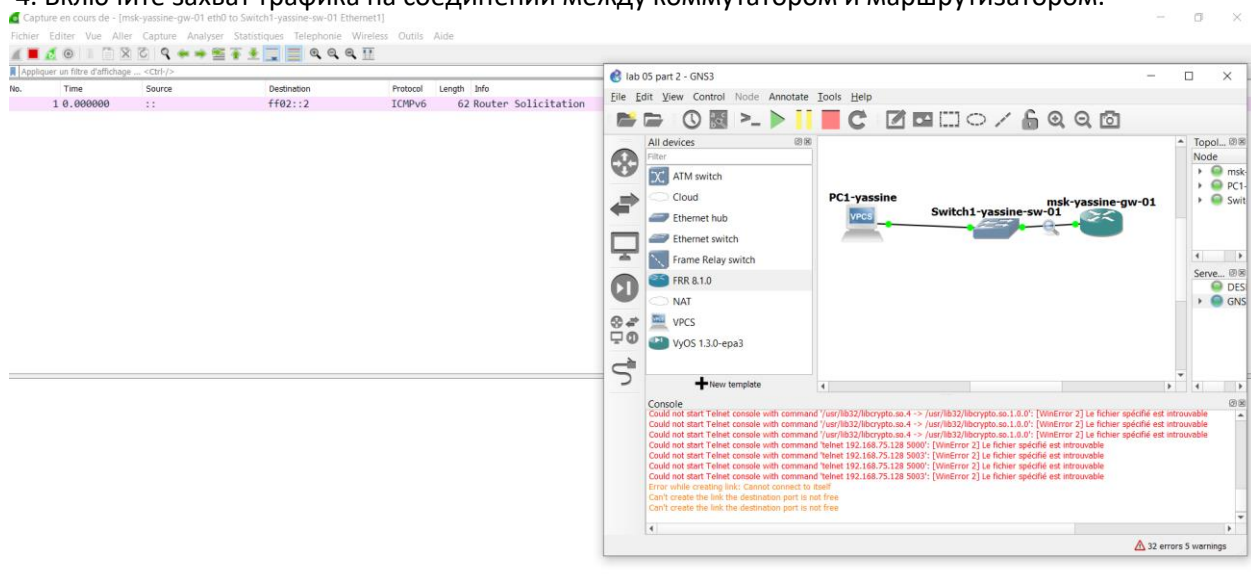 4. Включите захват трафика на соединении между коммутатором и маршрутизатором.
Capture en cours de - [msk-yassine-gw-01 eth0 to Switch1-yassine-sw-01 Ethernet1]
Fichier Editer Vue Aller Capture Analyser Statistiques Telephonie Wireless Outils Aide
Appliquer un filtre d'affichage ... <Ctrl-/>
No. Time Source Destination Protocol Length Info
1 0.000000 :: ff02::2 ICMPv6 62 Router Solicitation
lab 05 part 2 - GNS3
File Edit View Control Node Annotate Tools Help
All devices
Filter
ATM switch
Cloud
Ethernet hub
Ethernet switch
Frame Relay switch
FRR 8.1.0
NAT
VPCS
VyOS 1.3.0-epa3
New template
PC1-yassine
VPCS
Switch1-yassine-sw-01
msk-yassine-gw-01
Topol...
Node
msk-
PC1-
Swit
Serve...
DES
GNS
Console
Could not start Telnet console with command '/usr/lib32/libcrypto.so.4 -> /usr/lib32/libcrypto.so.1.0.0': [WinError 2] Le fichier spécifié est introuvable
Could not start Telnet console with command '/usr/lib32/libcrypto.so.4 -> /usr/lib32/libcrypto.so.1.0.0': [WinError 2] Le fichier spécifié est introuvable
Could not start Telnet console with command '/usr/lib32/libcrypto.so.4 -> /usr/lib32/libcrypto.so.1.0.0': [WinError 2] Le fichier spécifié est introuvable
Could not start Telnet console with command 'telnet 192.168.75.128 5000': [WinError 2] Le fichier spécifié est introuvable
Could not start Telnet console with command 'telnet 192.168.75.128 5003': [WinError 2] Le fichier spécifié est introuvable
Could not start Telnet console with command 'telnet 192.168.75.128 5000': [WinError 2] Le fichier spécifié est introuvable
Could not start Telnet console with command 'telnet 192.168.75.128 5003': [WinError 2] Le fichier spécifié est introuvable
Error while creating link: Cannot connect to itself
Can't create the link the destination port is not free
Can't create the link the destination port is not free
32 errors 5 warnings